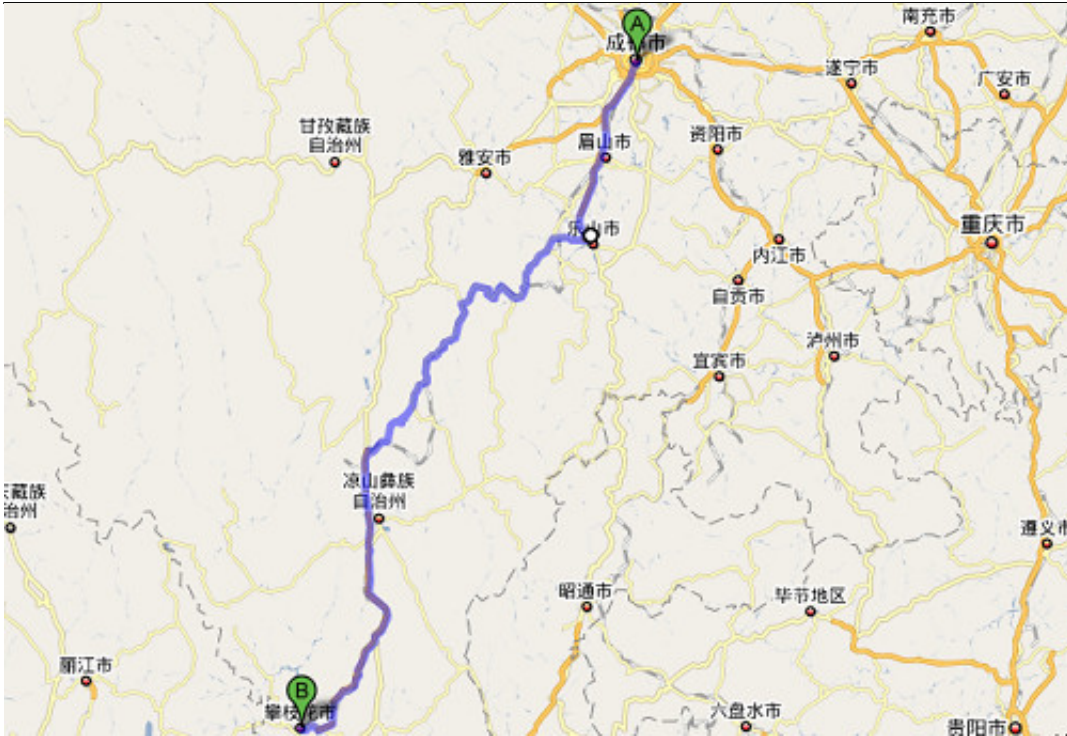 A
南充市
成都市
遂宁市
广安市
甘孜藏族
自治州
资阳市
眉山市
雅安市
重庆市
乐山市
内江市
自贡市
泸州市
宜宾市
凉山彝族
自治州
藏族
治州
遵义市
昭通市
毕节地区
丽江市
B
攀枝花市
六盘水市
贵阳市